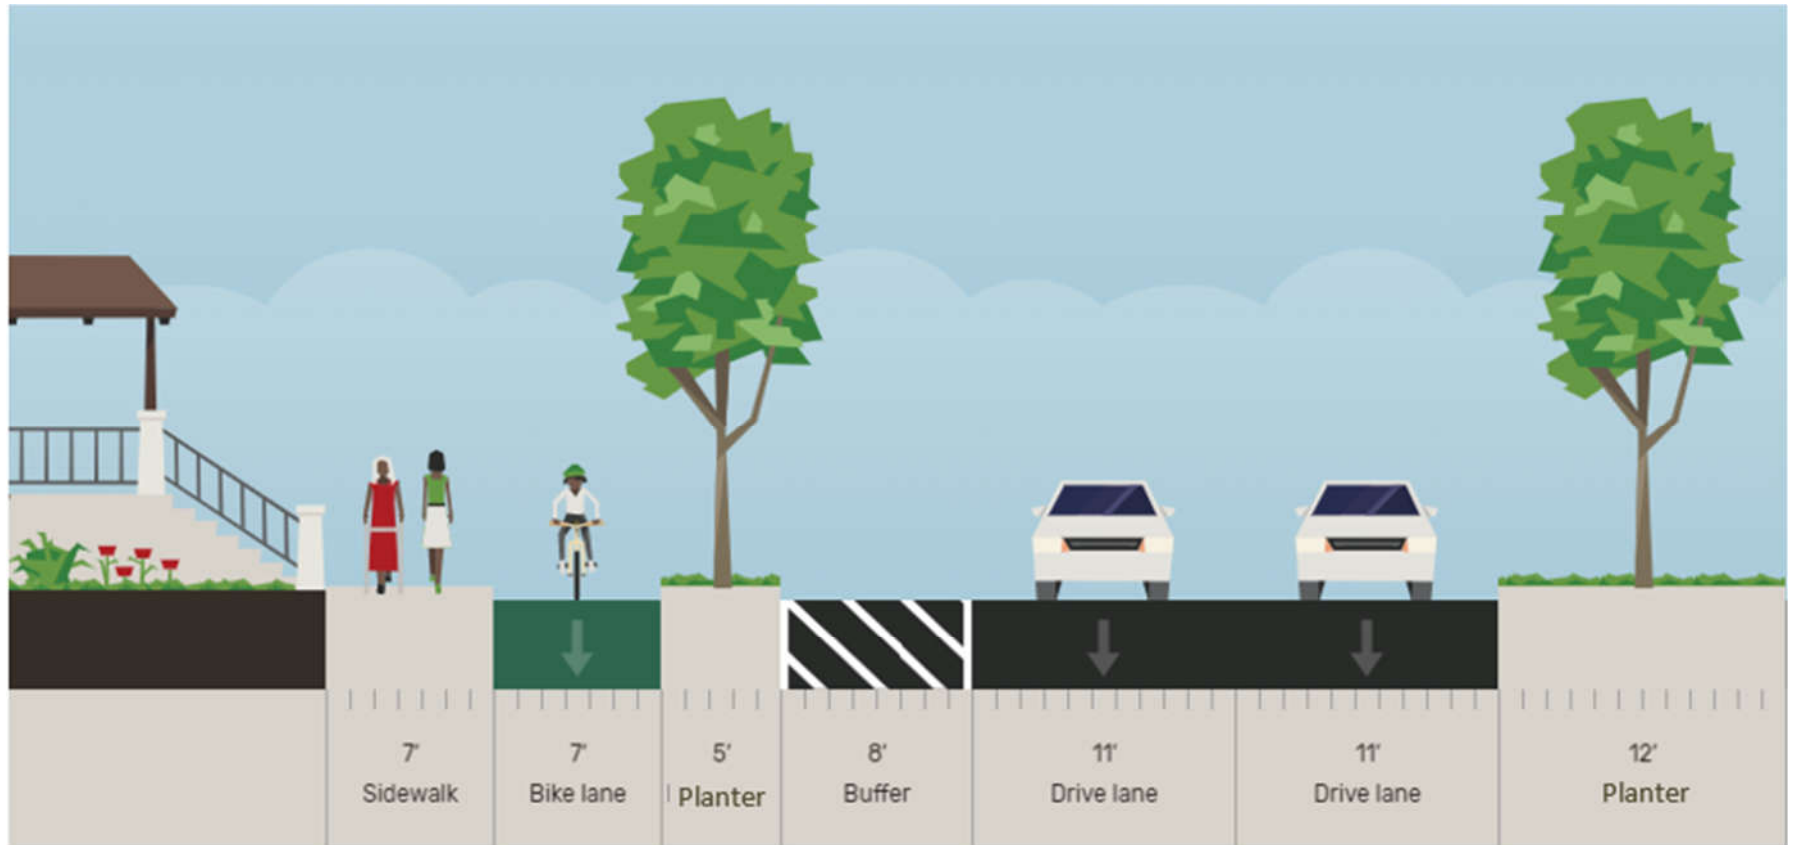 7'
Sidewalk
7'
Bike lane
5'
Planter
8'
Buffer
11'
Drive lane
11'
Drive lane
12'
Planter